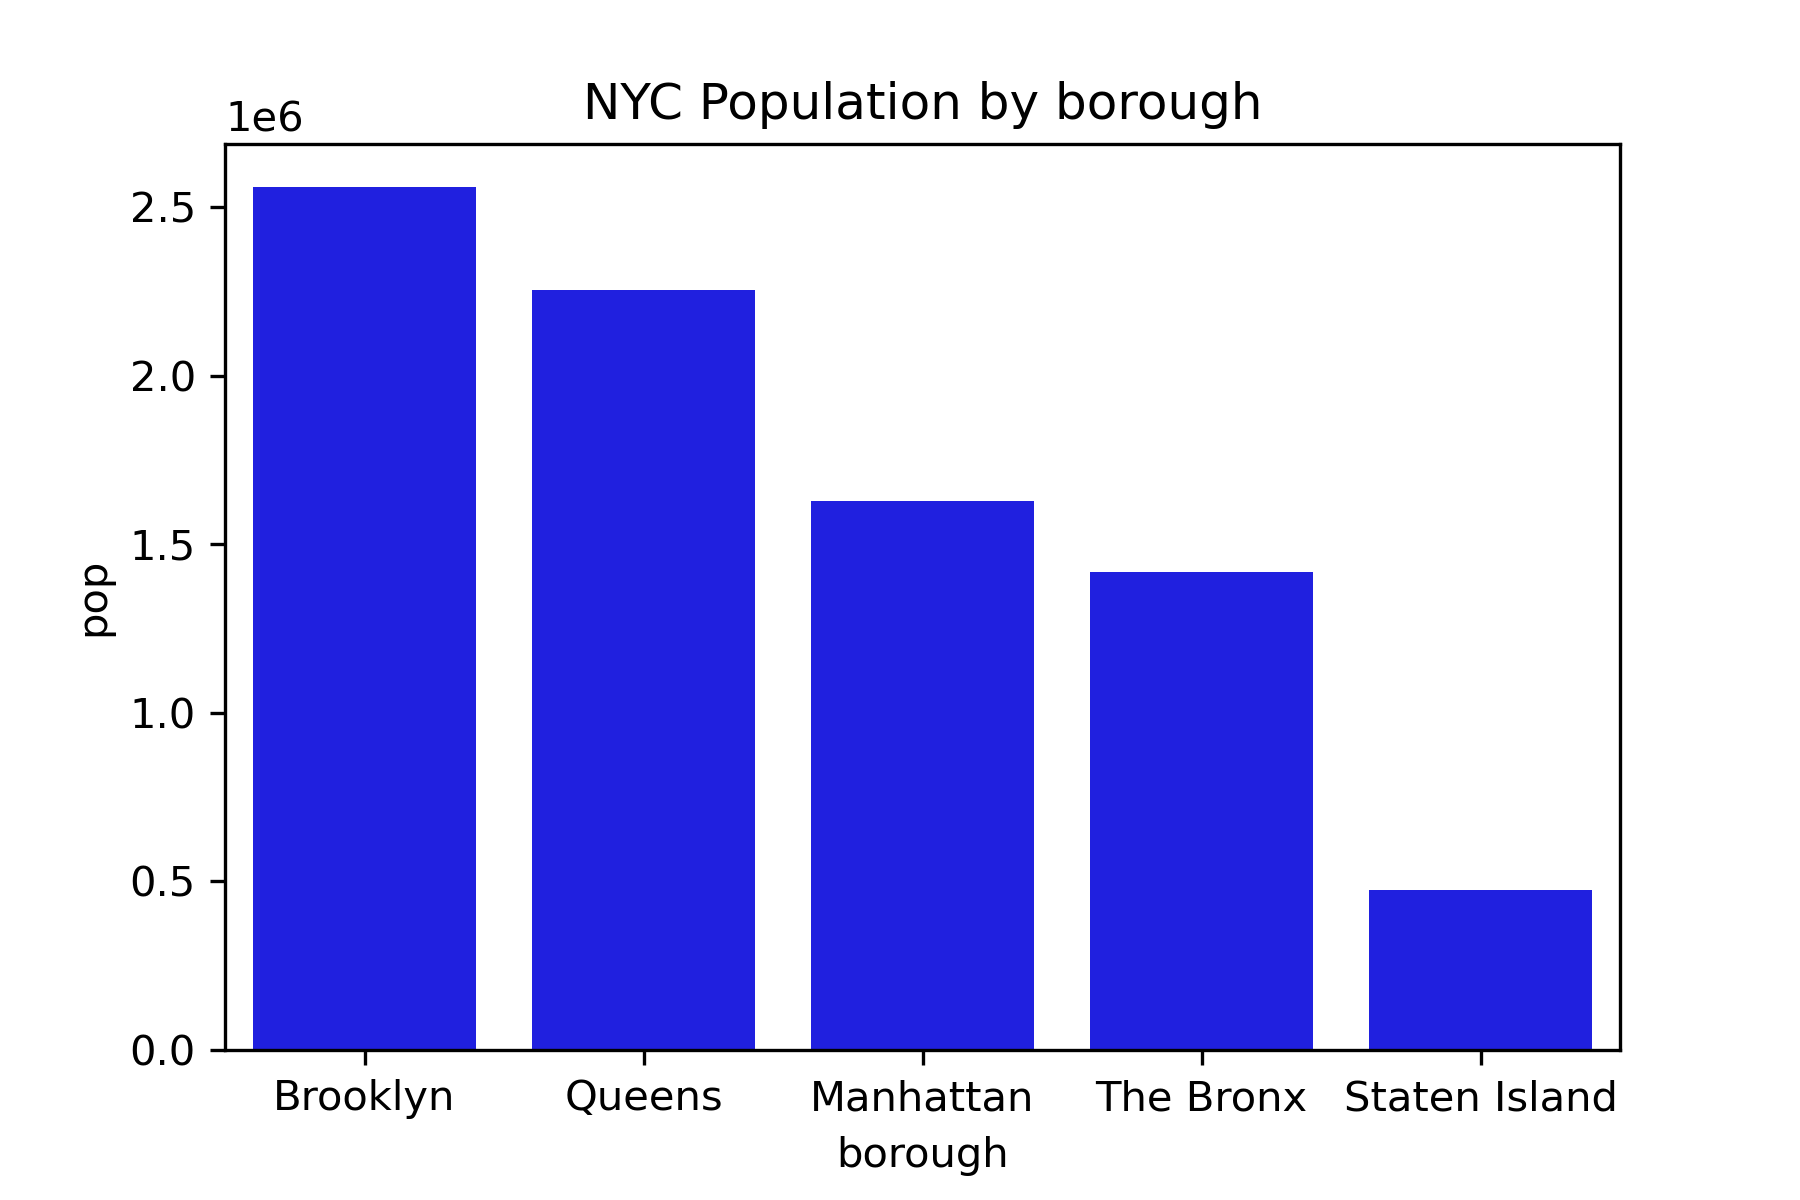 NYC Population by borough
1e6
2.5
2.0
1.5
1.0
0.5
0.0
pop
Brooklyn Queens Manhattan The Bronx Staten Island
borough